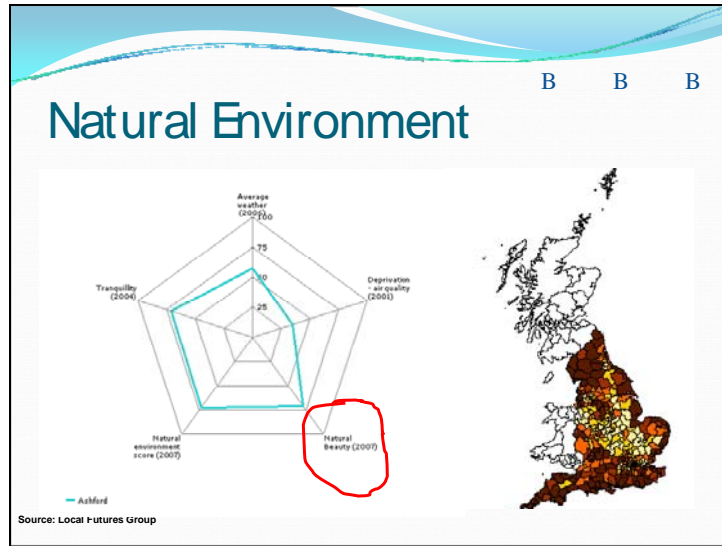 B B B
Natural Environment
Average
weather
(2006)
100
75
50
25
Tranquillity
(2004)
Deprivation
- air quality
(2001)
Natural
environment
score (2007)
Natural
Beauty (2007)
Ashford
Source: Local Futures Group